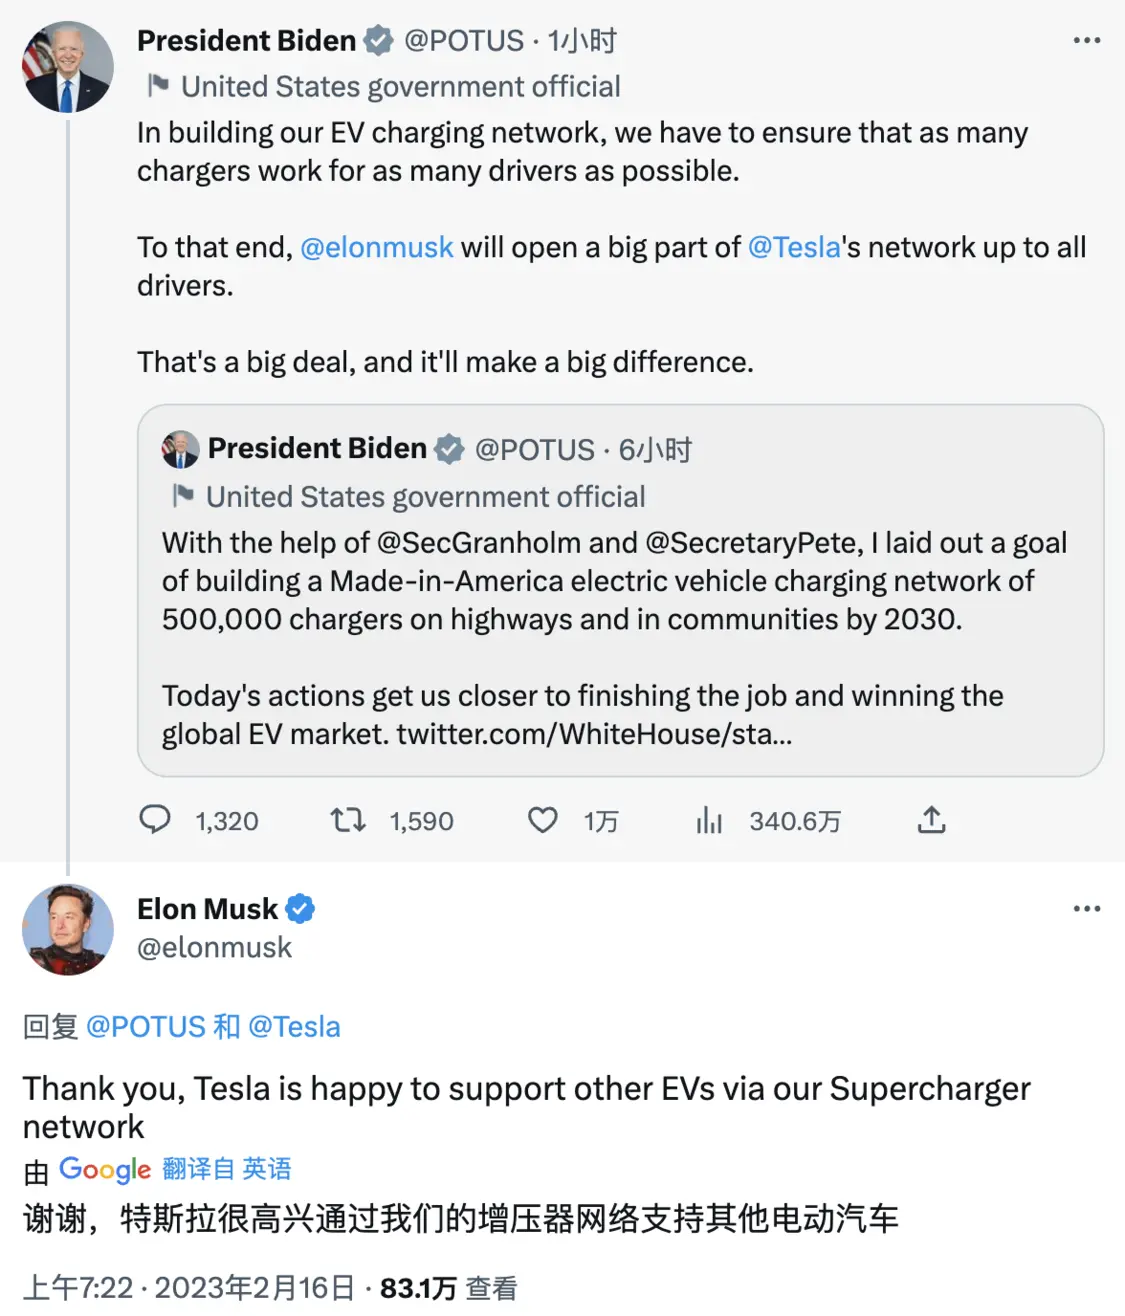 President Biden @POTUS · 1小时
United States government official
In building our EV charging network, we have to ensure that as many
chargers work for as many drivers as possible.
To that end, @elonmusk will open a big part of @Tesla's network up to all
drivers.
That's a big deal, and it'll make a big difference.
President Biden @POTUS · 6小时
United States government official
With the help of @SecGranholm and @SecretaryPete, I laid out a goal
of building a Made-in-America electric vehicle charging network of
500,000 chargers on highways and in communities by 2030.
Today's actions get us closer to finishing the job and winning the
global EV market. twitter.com/WhiteHouse/sta...
1,320 1,590 1万 340.6万
Elon Musk
@elonmusk
回复 @POTUS 和 @Tesla
Thank you, Tesla is happy to support other EVs via our Supercharger
network
由 Google 翻译自 英语
谢谢，特斯拉很高兴通过我们的增压器网络支持其他电动汽车
上午7:22 · 2023年2月16日 · 83.1万 查看